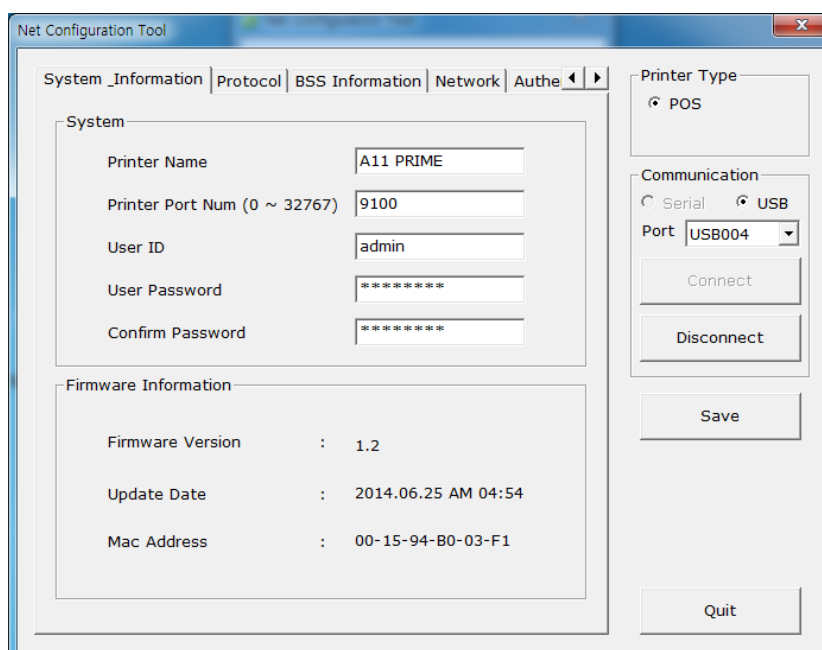 Net Configuration Tool
System _Information
Protocol
BSS Information
Network
Authe
System
Printer Name
A11 PRIME
Printer Port Num (0 ~ 32767)
9100
User ID
admin
User Password
********
Confirm Password
********
Firmware Information
Firmware Version : 1.2
Update Date : 2014.06.25 AM 04:54
Mac Address : 00-15-94-B0-03-F1
Printer Type
POS
Communication
Serial
USB
Port
USB004
Connect
Disconnect
Save
Quit